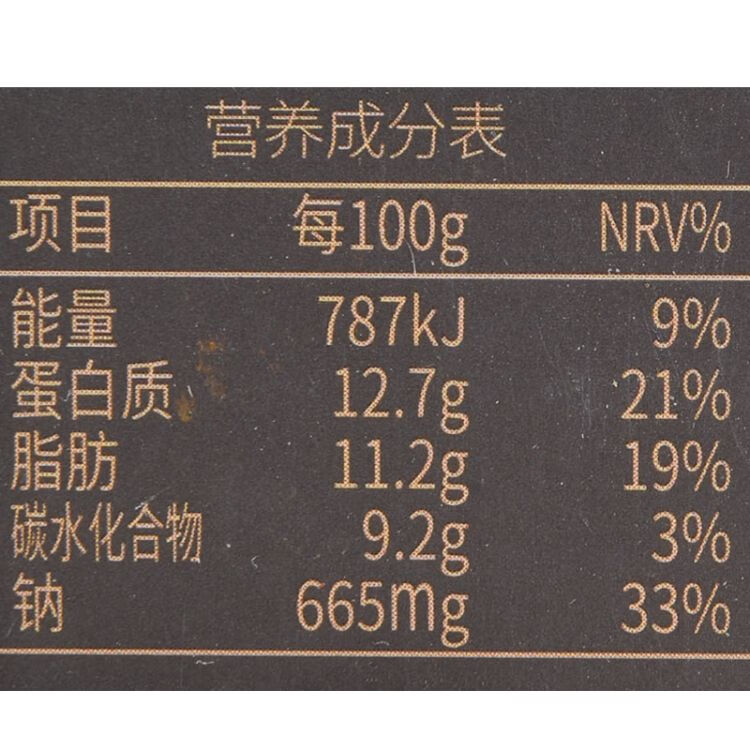 营养成分表
项目 每100g NRV%
能量 787kJ 9%
蛋白质 12.7g 21%
脂肪 11.2g 19%
碳水化合物 9.2g 3%
钠 665mg 33%